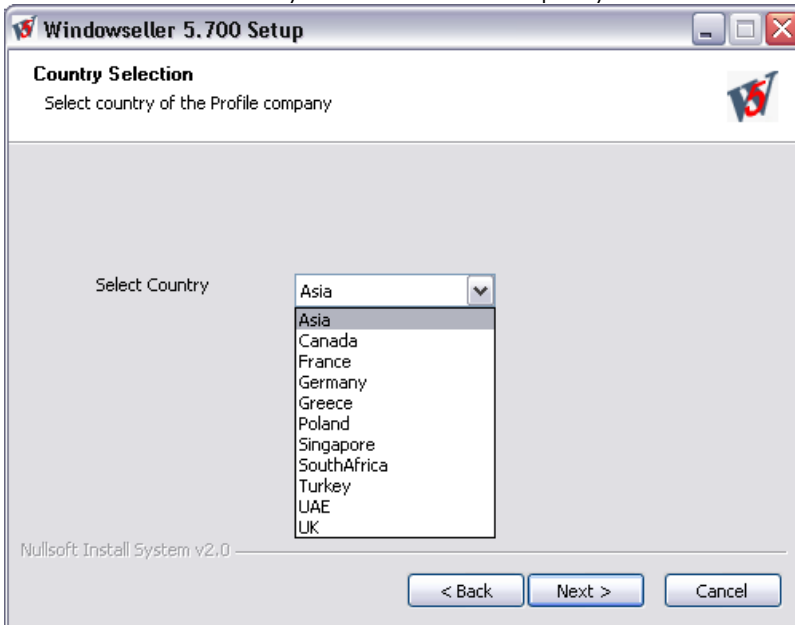 Windowseller 5.700 Setup
Country Selection
Select country of the Profile company
Select Country
Asia
Asia
Canada
France
Germany
Greece
Poland
Singapore
SouthAfrica
Turkey
UAE
UK
Nullsoft Install System v2.0
< Back Next > Cancel